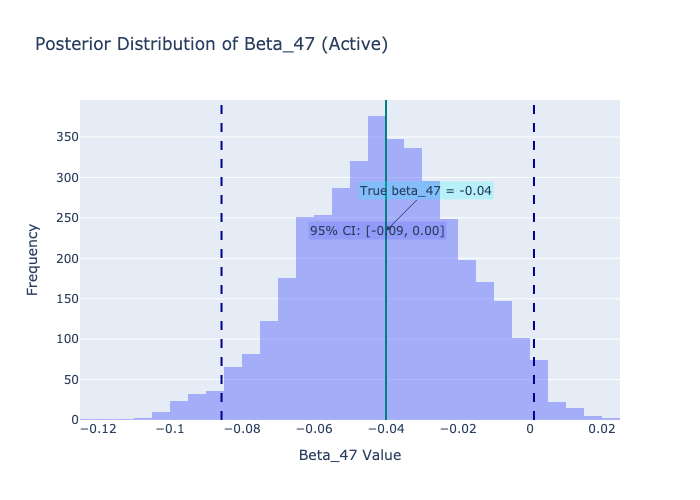 Posterior Distribution of Beta_47 (Active)
Frequency
350
300
250
200
150
100
50
0
True beta_47 = -0.04
95% CI: [-0.09, 0.00]
−0.12 −0.1 −0.08 −0.06 −0.04 −0.02 0 0.02
Beta_47 Value